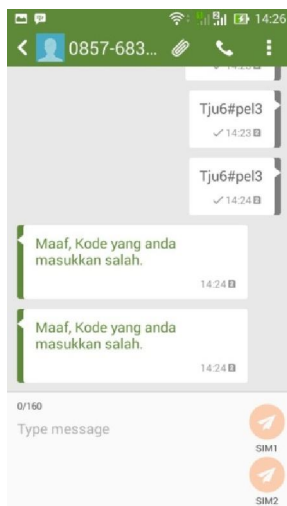 14:26
0857-683...
Tju6#pel3
14:23
Tju6#pel3
14:24
Maaf, Kode yang anda
masukkan salah.
14:24
Maaf, Kode yang anda
masukkan salah.
14:24
0/160
Type message
SIM1
SIM2